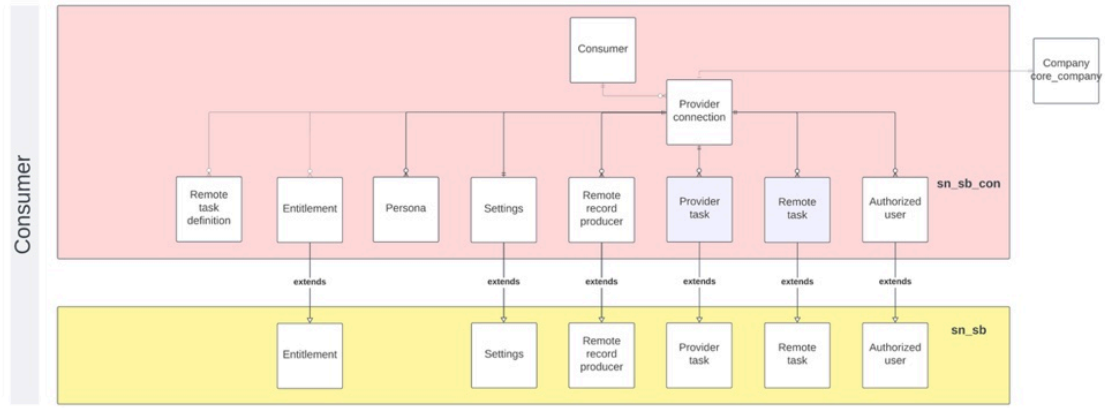 Consumer
Consumer
Company
core_company
Provider
connection
Remote
task
definition
Entitlement
Persona
Settings
Remote
record
producer
Provider
task
Remote
task
Authorized
user
sn_sb_con
extends
extends
extends
extends
extends
extends
sn_sb
Entitlement
Settings
Remote
record
producer
Provider
task
Remote
task
Authorized
user